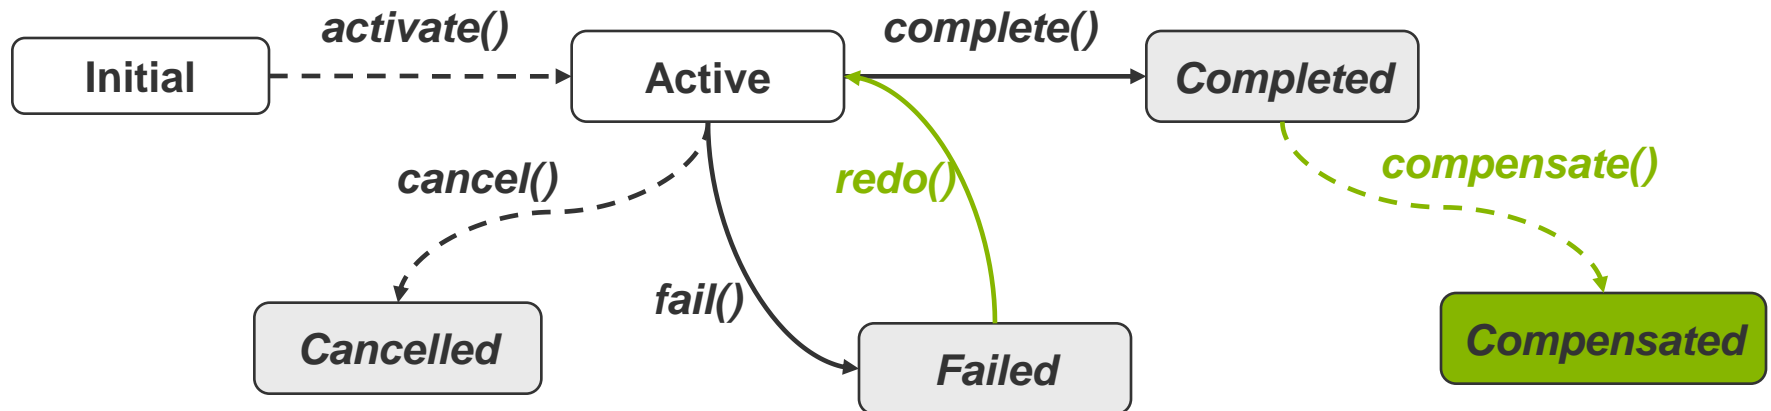 activate()
complete()
Initial
Active
Completed
cancel()
redo()
compensate()
fail()
Cancelled
Failed
Compensated